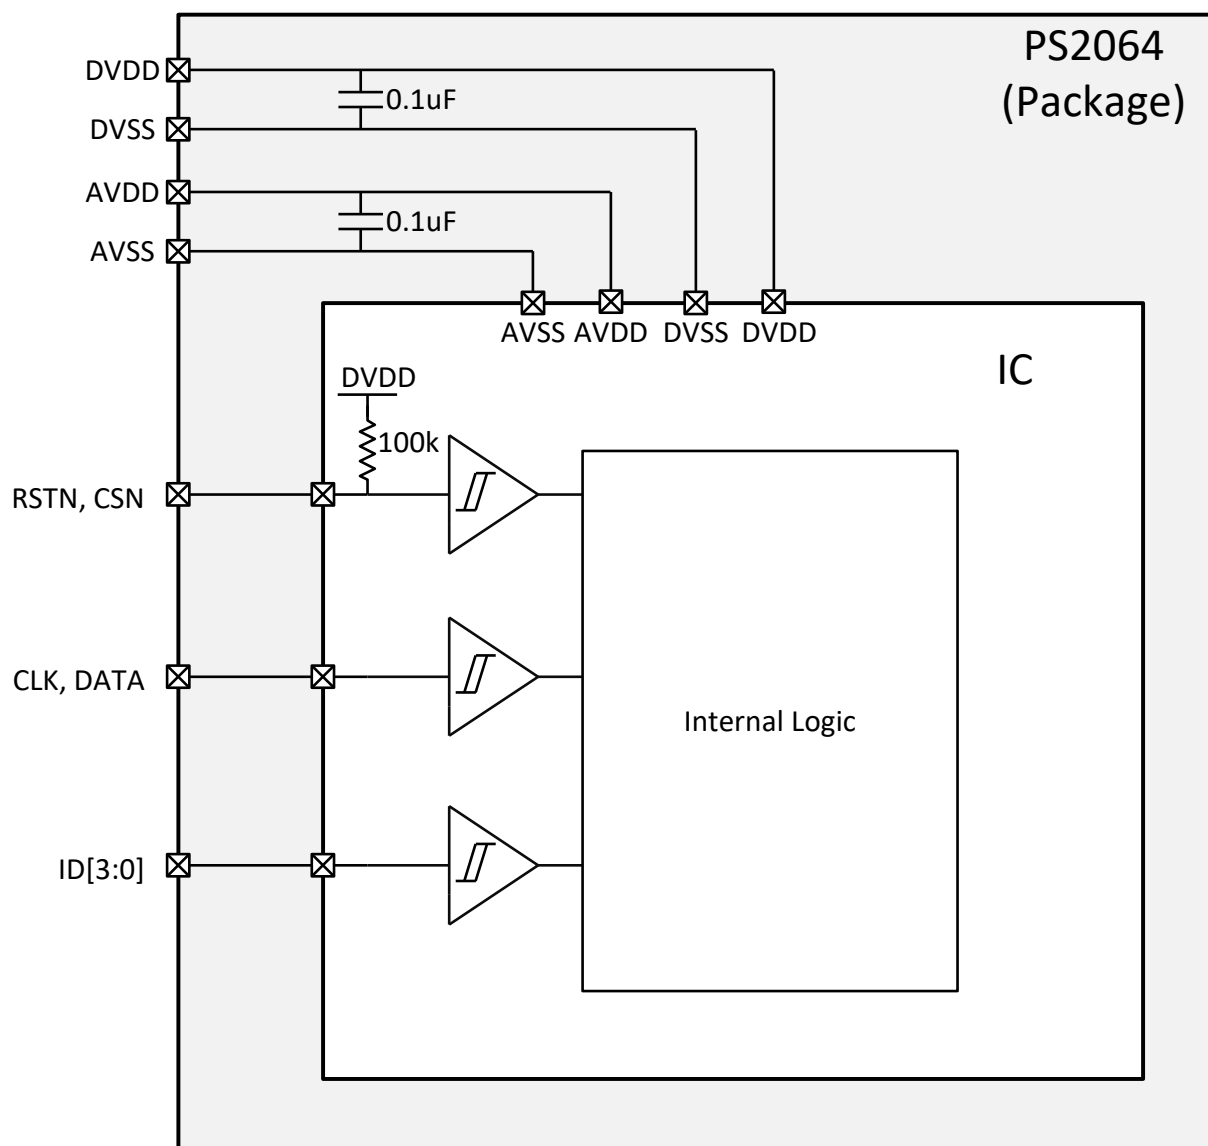 PS2064
(Package)
DVDD
0.1uF
DVSS
AVDD
0.1uF
AVSS
AVSS AVDD DVSS DVDD
IC
DVDD
100k
RSTN, CSN
CLK, DATA
Internal Logic
ID[3:0]